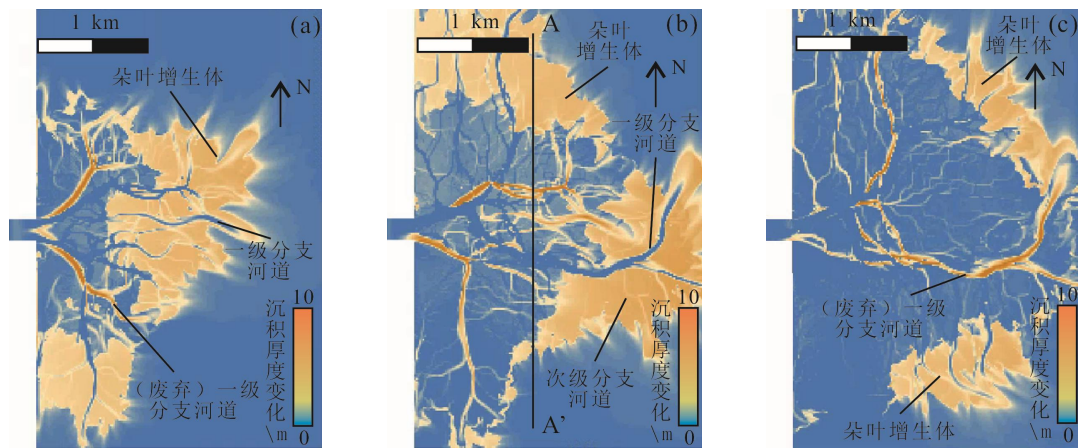 1 km
(a)
朵叶增生体
N
一级分支
河道
(废弃)一级
分支河道
10
沉积厚度变化\m
0
1 km
A
(b)
朵叶
增生体
N
一级分支
河道
10
沉积厚度变化\m
次级分支
河道
0
A'
1 km
(c)
朵叶
增生体
N
(废弃)一级
分支河道
10
沉积厚度变化\m
朵叶增生体
0